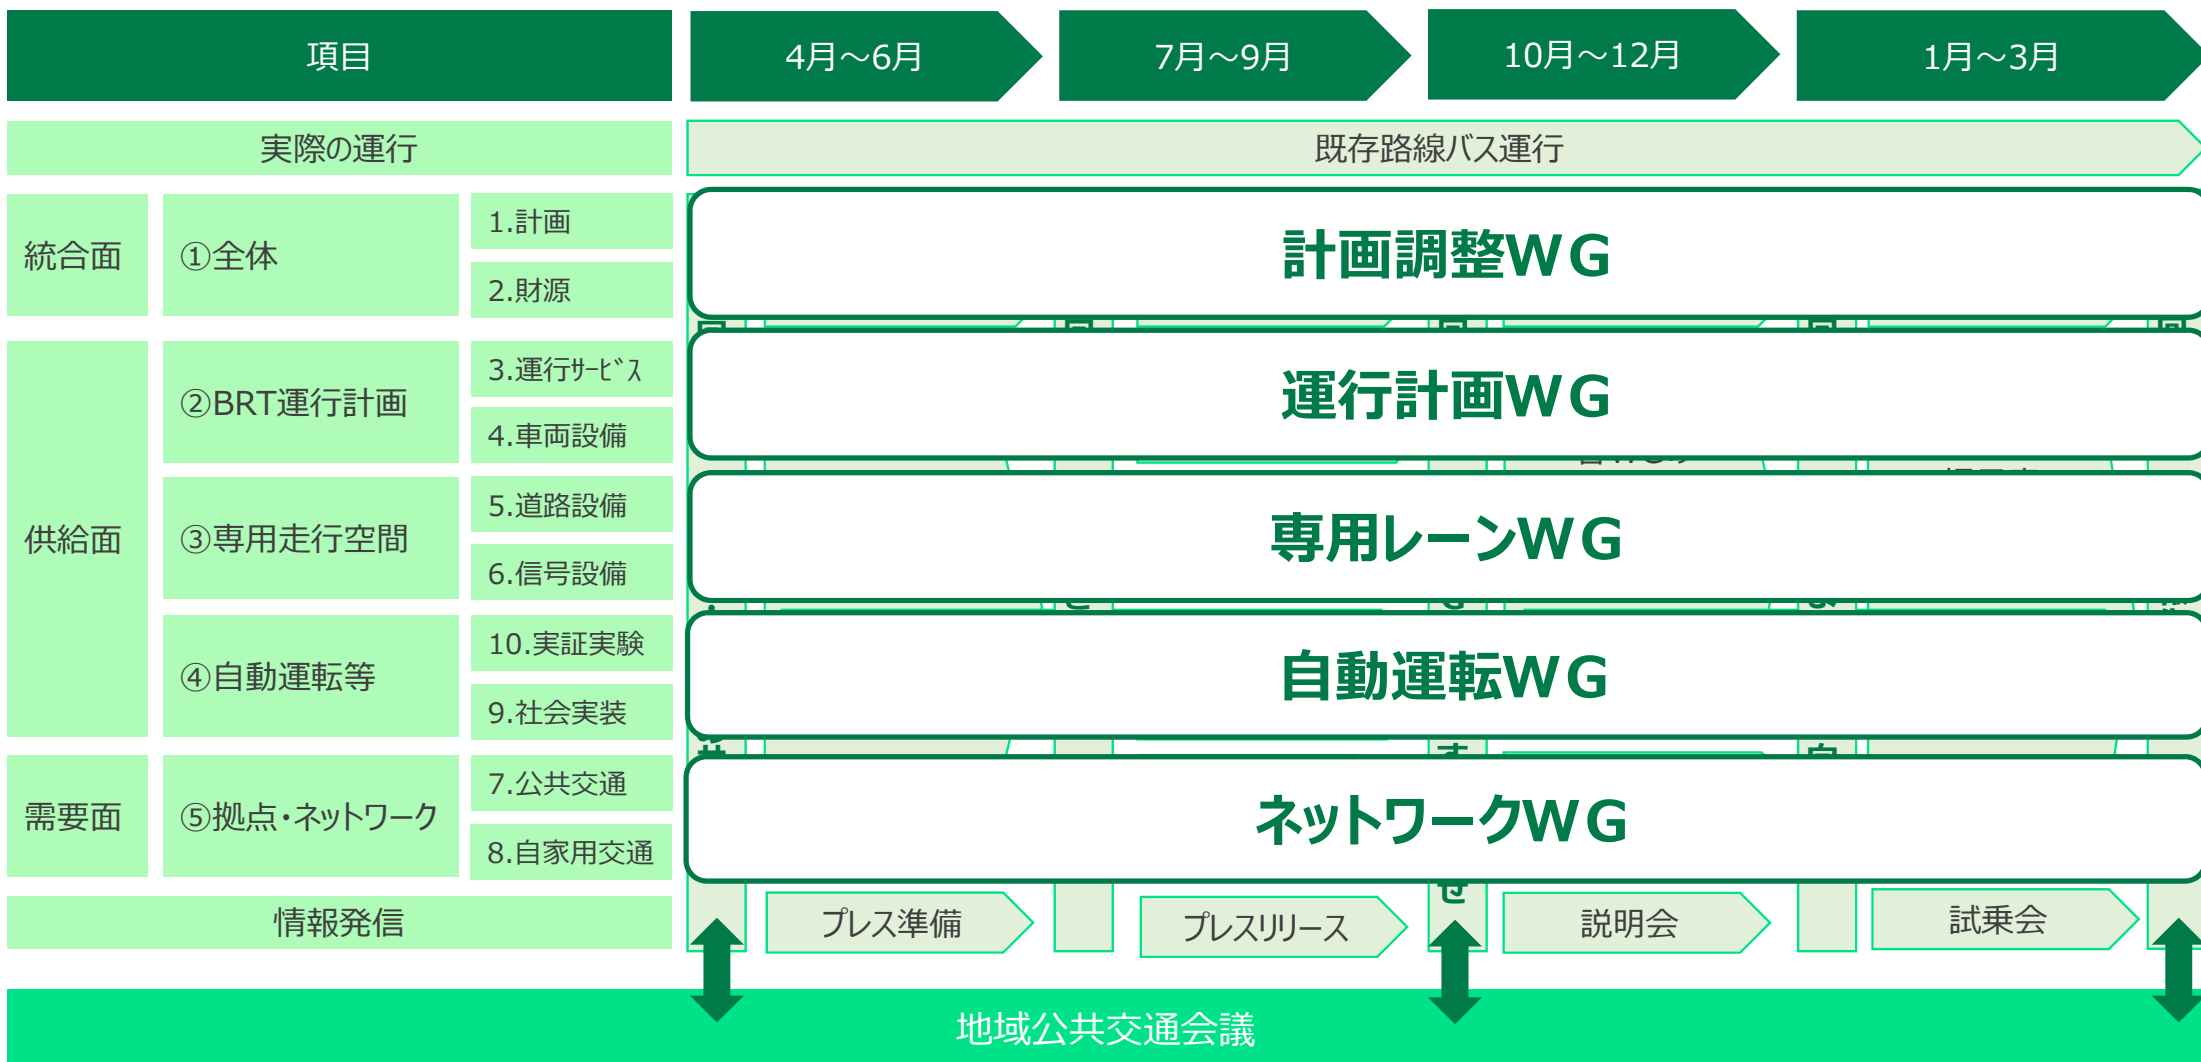 項目
4月～6月
7月～9月
10月～12月
1月～3月
実際の運行
既存路線バス運行
統合面
①全体
1.計画
2.財源
計画調整WG
供給面
②BRT運行計画
3.運行ｻｰﾋﾞｽ
4.車両設備
運行計画WG
③専用走行空間
5.道路設備
6.信号設備
専用レーンWG
④自動運転等
10.実証実験
9.社会実装
自動運転WG
需要面
⑤拠点・ネットワーク
7.公共交通
8.自家用交通
ネットワークWG
情報発信
プレス準備
プレスリリース
説明会
試乗会
す
せ
地域公共交通会議